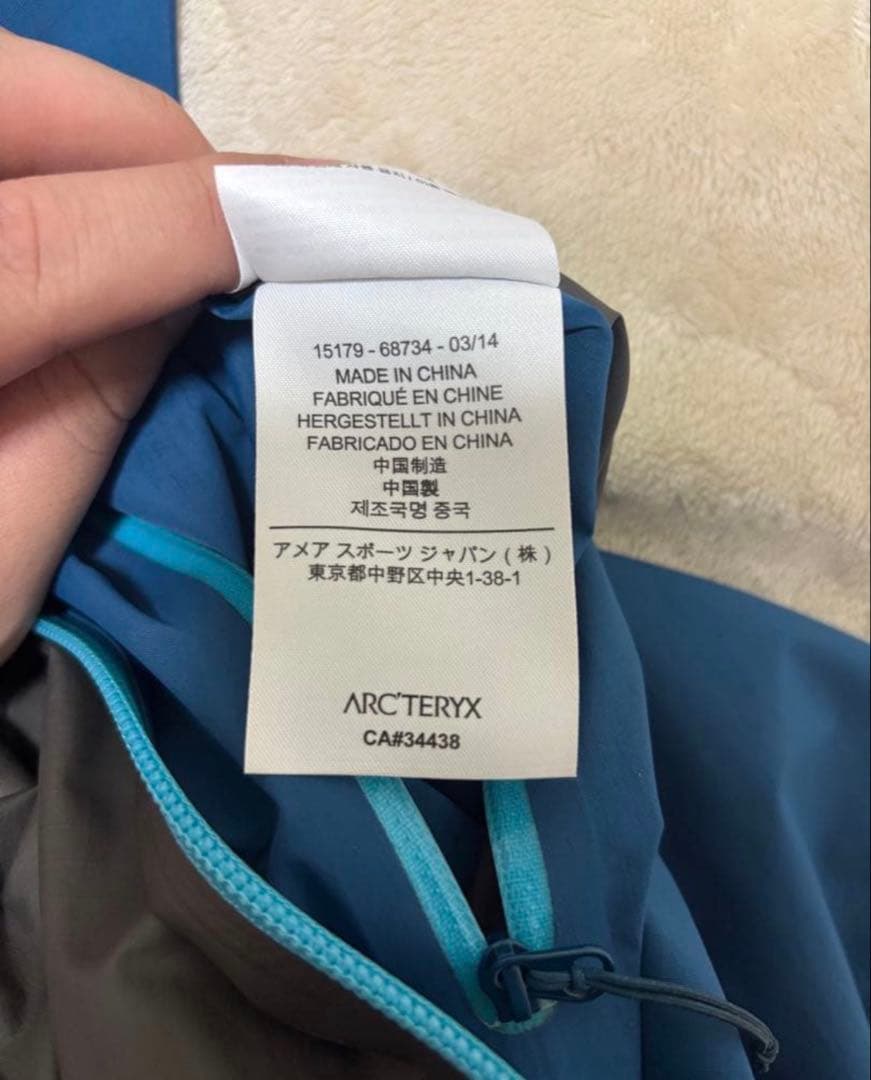 15179 - 68734 - 03/14
MADE IN CHINA
FABRIQUÉ EN CHINE
HERGESTELLT IN CHINA
FABRICADO EN CHINA
中国制造
中国製
제조국명 중국
アメア スポーツ ジャパン ( 株 )
東京都中野区中央1-38-1
ARC'TERYX
CA#34438